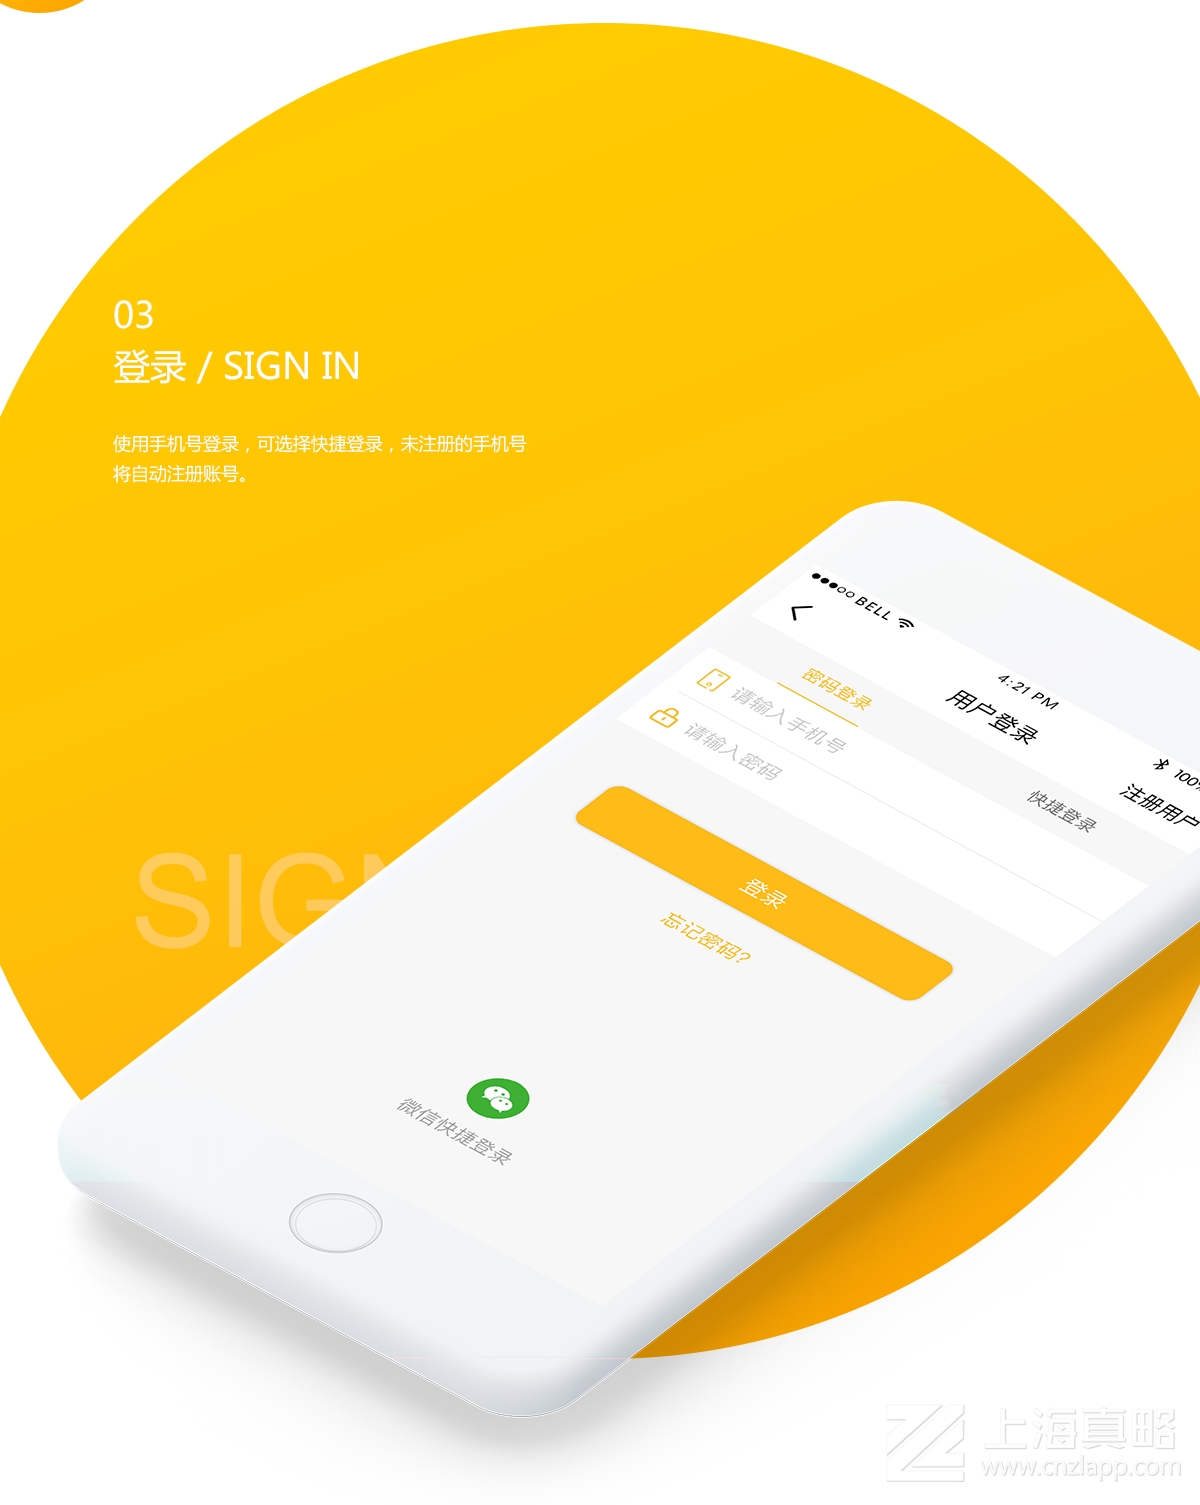 03
登录 / SIGN IN
使用手机号登录，可选择快捷登录，未注册的手机号
将自动注册账号。
BELL
4:21 PM
100%
用户登录
注册用户
密码登录
快捷登录
请输入手机号
请输入密码
登录
忘记密码?
SIGN
微信快捷登录
上海真略
www.cnzlapp.com